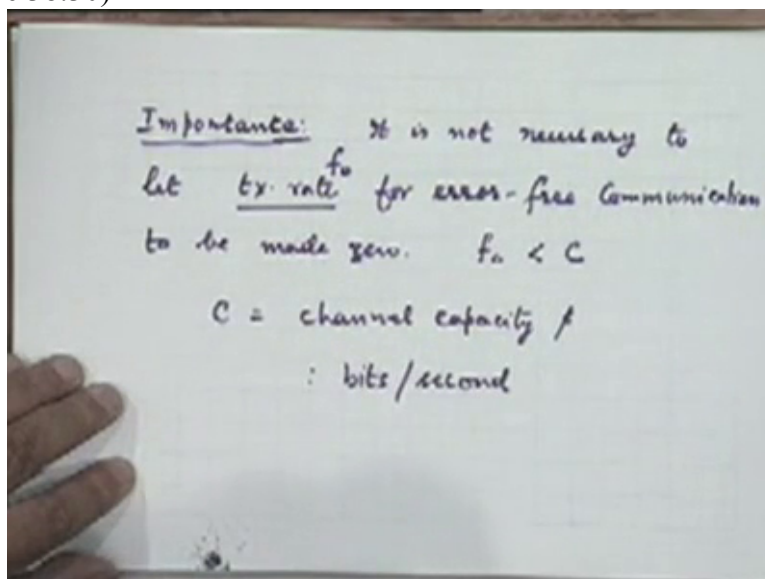 Importance: It is not necessary to
let tx. rate f₀ for error-free Communication
to be made zero. f₀ < C
C = channel capacity
: bits/second